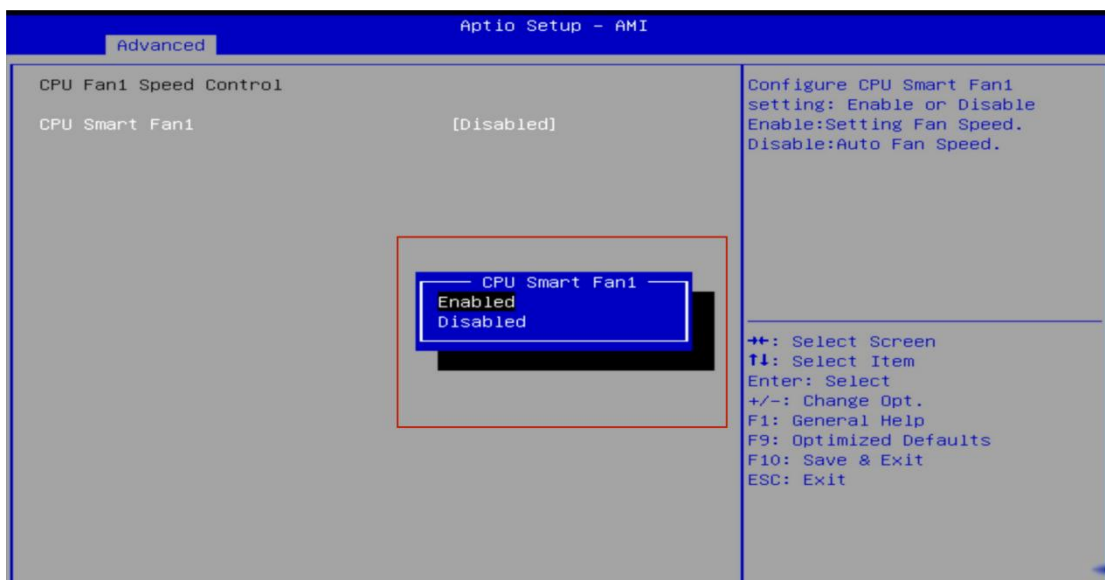 Aptio Setup – AMI
Advanced
CPU Fan1 Speed Control
CPU Smart Fan1 [Disabled]
CPU Smart Fan1
Enabled
Disabled
Configure CPU Smart Fan1
setting: Enable or Disable
Enable:Setting Fan Speed.
Disable:Auto Fan Speed.
→←: Select Screen
↑↓: Select Item
Enter: Select
+/-: Change Opt.
F1: General Help
F9: Optimized Defaults
F10: Save & Exit
ESC: Exit